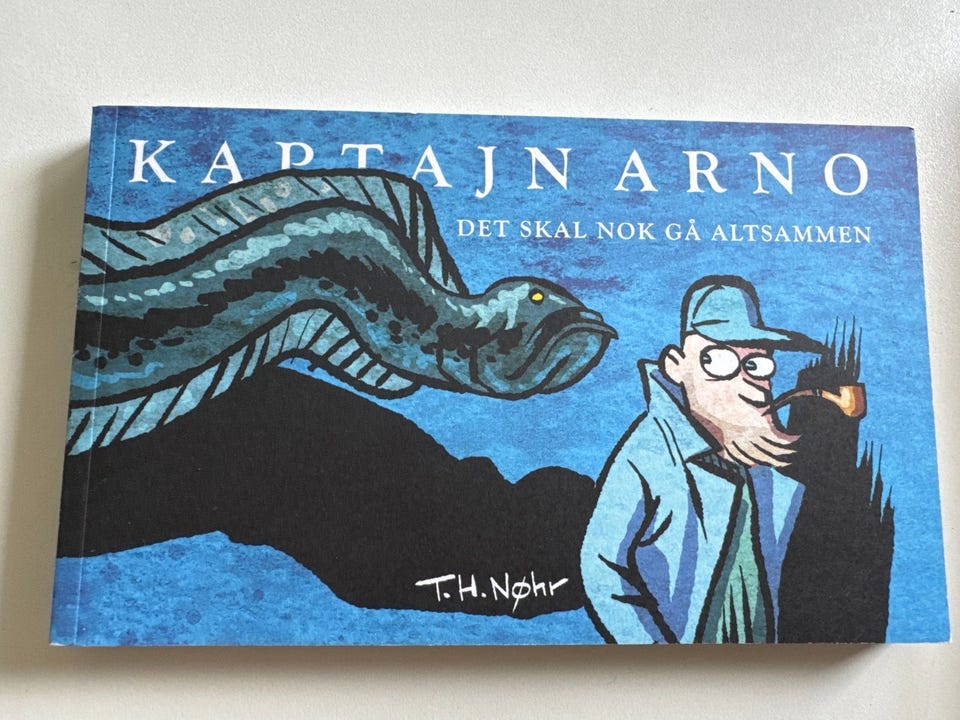 KAPTAJN ARNO
DET SKAL NOK GÅ ALTSAMMEN
T.H. Nøhr